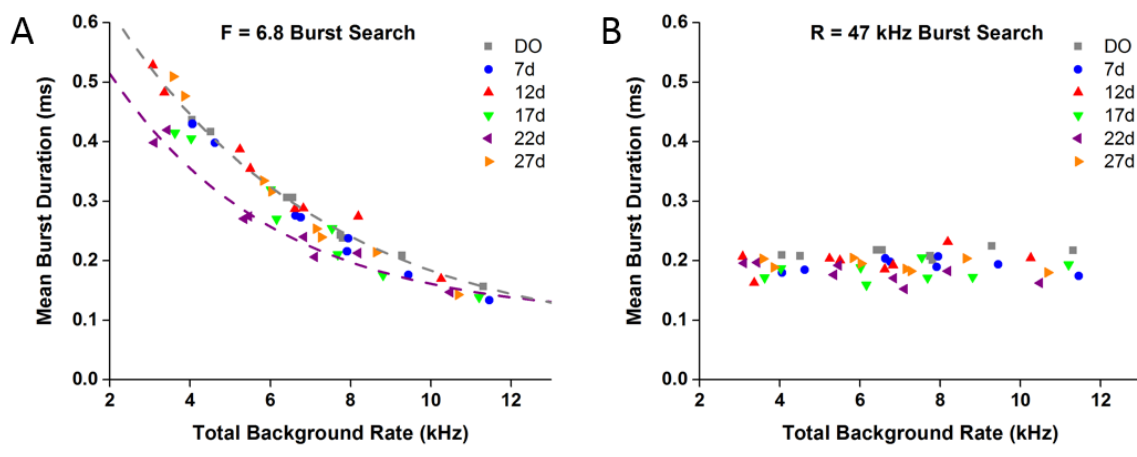 A
F = 6.8 Burst Search
DO
7d
12d
17d
22d
27d
Mean Burst Duration (ms)
0.6
0.5
0.4
0.3
0.2
0.1
0.0
2
4
6
8
10
12
Total Background Rate (kHz)
B
R = 47 kHz Burst Search
DO
7d
12d
17d
22d
27d
Mean Burst Duration (ms)
0.6
0.5
0.4
0.3
0.2
0.1
0.0
2
4
6
8
10
12
Total Background Rate (kHz)